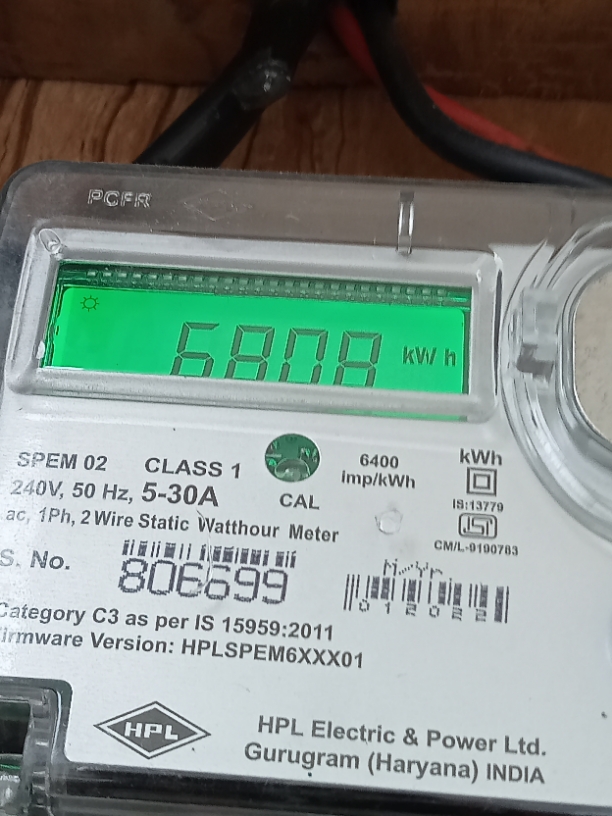 PCFR
6808 kW h
SPEM 02 CLASS 1
6400
imp/kWh
kWh
240V, 50 Hz, 5-30A
CAL
IS:13779
ac, 1Ph, 2 Wire Static Watthour Meter
CM/L-9190783
S. No.
806699
012022
Category C3 as per IS 15959:2011
irmware Version: HPLSPEM6XXX01
HPL
HPL Electric & Power Ltd.
Gurugram (Haryana) INDIA